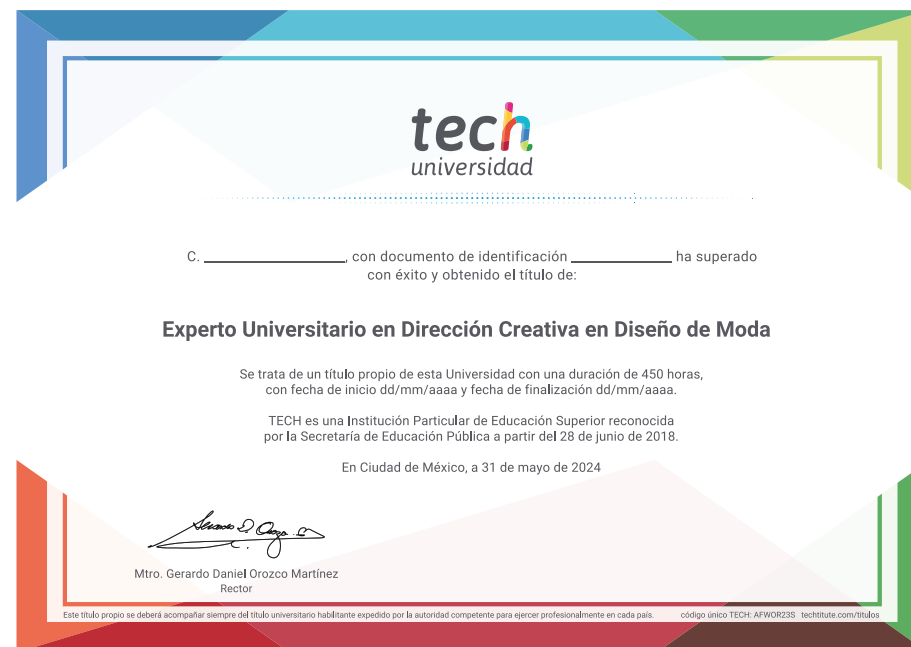 tech
universidad
C. ____________________, con documento de identificación ______________ ha superado
con éxito y obtenido el título de:
Experto Universitario en Dirección Creativa en Diseño de Moda
Se trata de un título propio de esta Universidad con una duración de 450 horas,
con fecha de inicio dd/mm/aaaa y fecha de finalización dd/mm/aaaa.
TECH es una Institución Particular de Educación Superior reconocida
por la Secretaría de Educación Pública a partir del 28 de junio de 2018.
En Ciudad de México, a 31 de mayo de 2024
Mtro. Gerardo Daniel Orozco Martínez
Rector
Este título propio se deberá acompañar siempre del título universitario habilitante expedido por la autoridad competente para ejercer profesionalmente en cada país. código único TECH: AFWOR23S techtitute.com/titulos